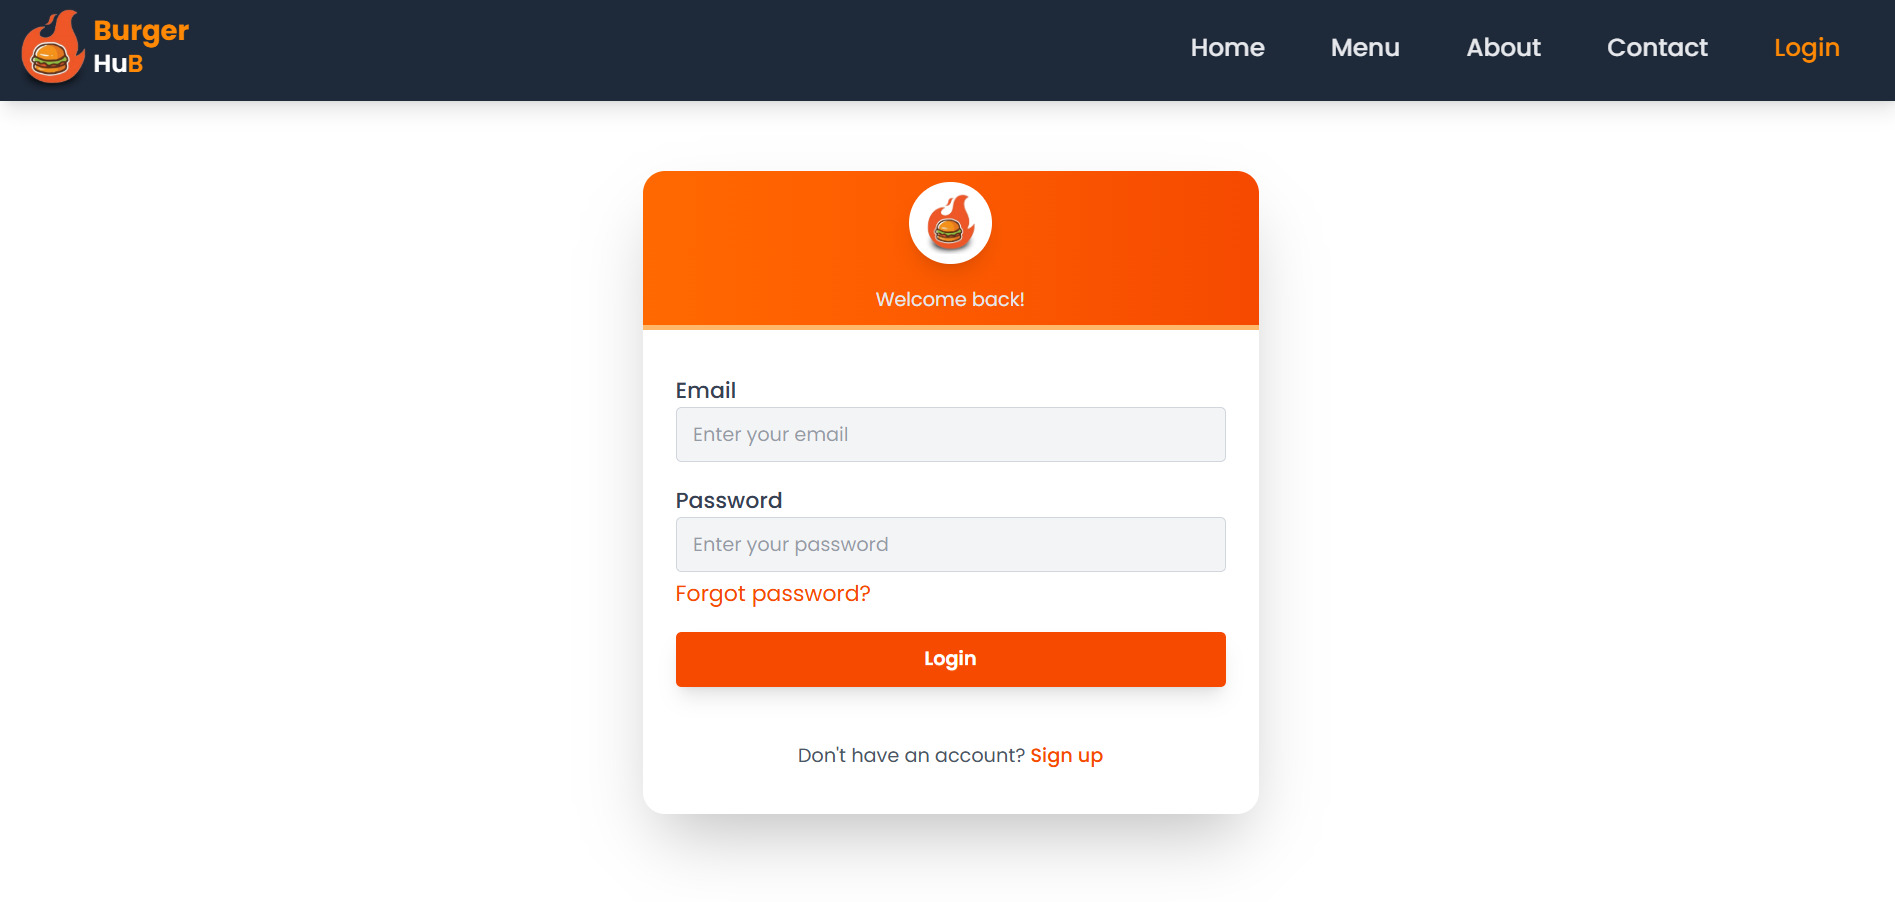 Burger
HuB
Home Menu About Contact Login
Welcome back!
Email
Enter your email
Password
Enter your password
Forgot password?
Login
Don't have an account? Sign up